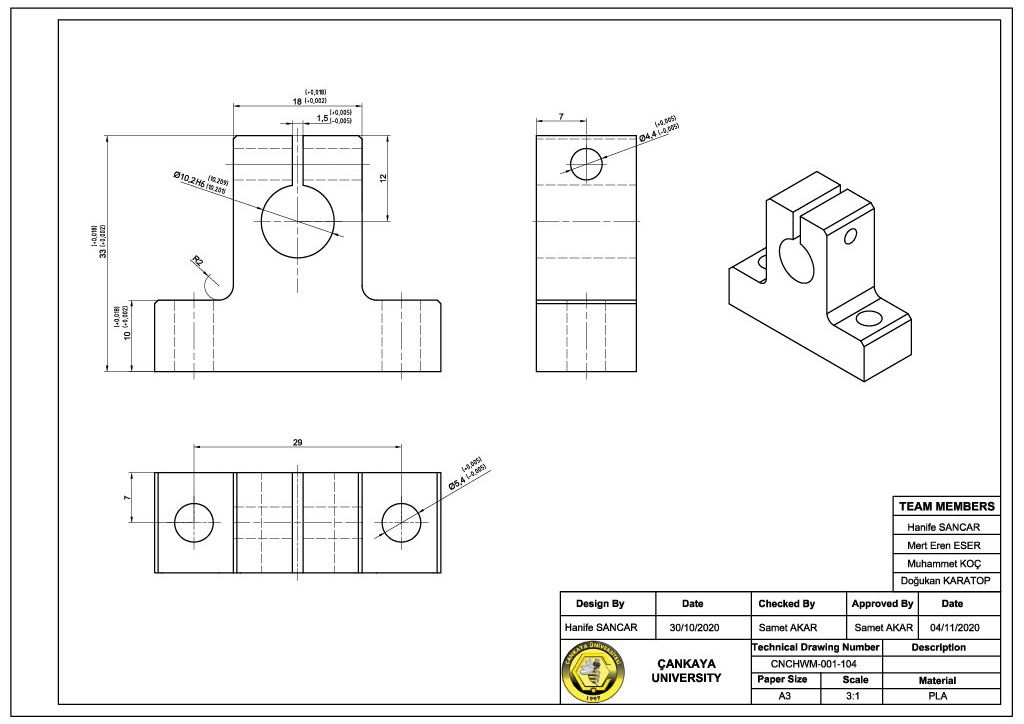 (+0,018)
18 (+0,002)
(+0,005)
1,5 (-0,005)
Ø10,2H6 (10,209)
(10,201)
12
(+0,018)
33 (+0,002)
R2
(+0,018)
10 (+0,002)
7
(+0,005)
Ø4,4 (-0,005)
29
7
(+0,005)
Ø5,4 (-0,005)
TEAM MEMBERS
Hanife SANCAR
Mert Eren ESER
Muhammet KOÇ
Doğukan KARATOP
Design By Date Checked By Approved By Date
Hanife SANCAR 30/10/2020 Samet AKAR Samet AKAR 04/11/2020
ÇANKAYA ÜNİVERSİTESİ
1997
ÇANKAYA
UNIVERSITY
Technical Drawing Number Description
CNCHWM-001-104
Paper Size Scale Material
A3 3:1 PLA